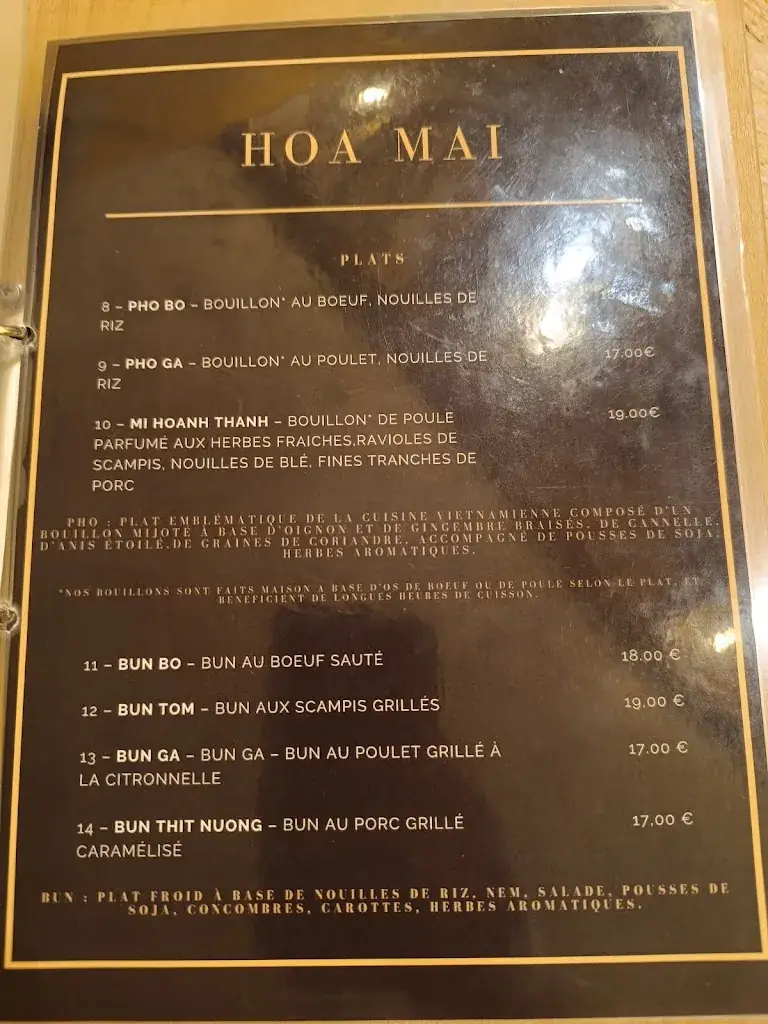 HOA MAI
PLATS
8 – PHO BO – BOUILLON* AU BOEUF, NOUILLES DE
RIZ
9 – PHO GA – BOUILLON* AU POULET, NOUILLES DE 17.00€
RIZ
10 – MI HOANH THANH – BOUILLON* DE POULE 19.00€
PARFUMÉ AUX HERBES FRAICHES,RAVIOLES DE
SCAMPIS, NOUILLES DE BLÉ, FINES TRANCHES DE
PORC
PHO : PLAT EMBLÉMATIQUE DE LA CUISINE VIETNAMIENNE COMPOSÉ D'UN
BOUILLON MIJOTÉ À BASE D'OIGNON ET DE GINGEMBRE BRAISÉS, DE CANNELLE,
D'ANIS ÉTOILÉ,DE GRAINES DE CORIANDRE, ACCOMPAGNÉ DE POUSSES DE SOJA,
HERBES AROMATIQUES.
*NOS BOUILLONS SONT FAITS MAISON A BASE D'OS DE BOEUF OU DE POULE SELON LE PLAT, ET
BÉNÉFICIENT DE LONGUES HEURES DE CUISSON.
11 – BUN BO – BUN AU BOEUF SAUTÉ 18.00 €
12 – BUN TOM – BUN AUX SCAMPIS GRILLÉS 19,00 €
13 – BUN GA – BUN GA – BUN AU POULET GRILLÉ À 17.00 €
LA CITRONNELLE
14 – BUN THIT NUONG – BUN AU PORC GRILLÉ 17,00 €
CARAMÉLISÉ
BUN : PLAT FROID À BASE DE NOUILLES DE RIZ, NEM, SALADE, POUSSES DE
SOJA, CONCOMBRES, CAROTTES, HERBES AROMATIQUES.